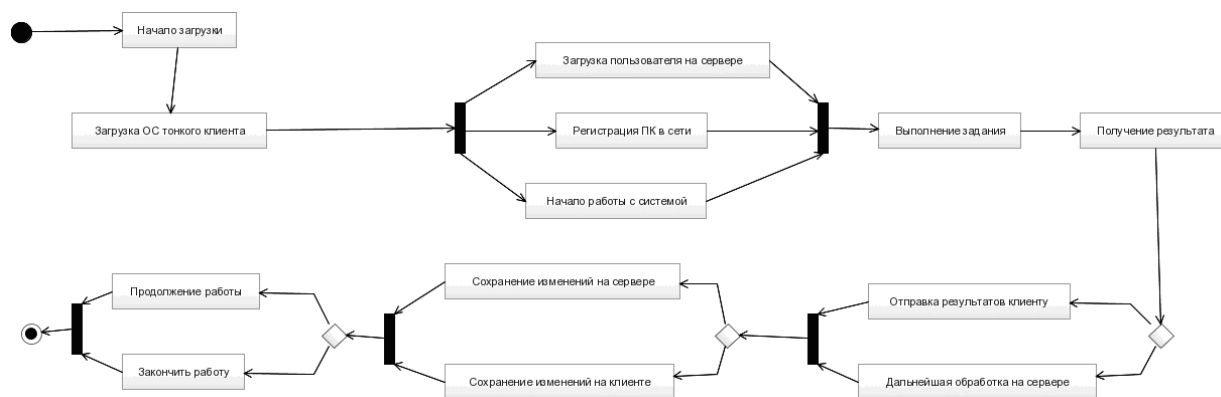 Начало загрузки
Загрузка ОС тонкого клиента
Загрузка пользователя на сервере
Регистрация ПК в сети
Начало работы с системой
Выполнение задания
Получение результата
Отправка результатов клиенту
Дальнейшая обработка на сервере
Сохранение изменений на сервере
Сохранение изменений на клиенте
Продолжение работы
Закончить работу